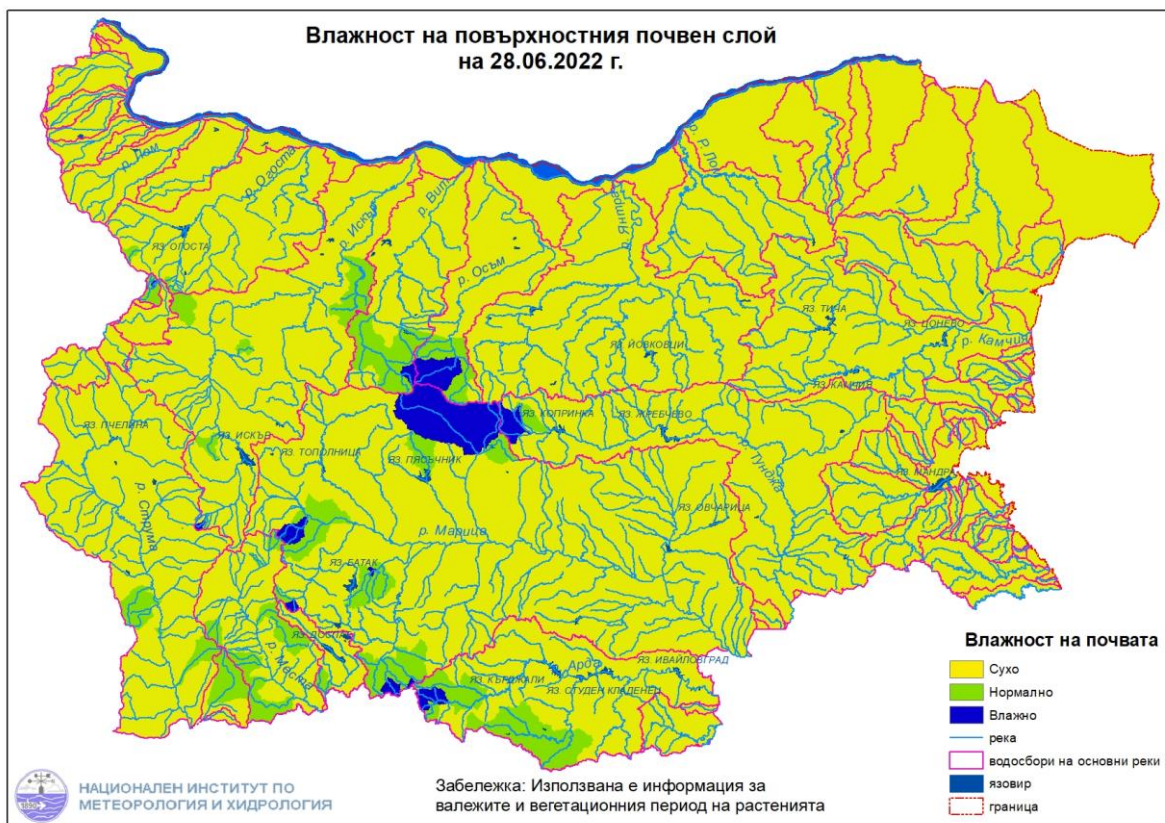 Влажност на повърхностния почвен слой
на 28.06.2022 г.
р. Лом
р. Огоста
р. Искър
р. Вит
р. Осъм
р. Янтра
р. Р. Лом
ЯЗ. ОГОСТА
ЯЗ. ТИЧА
ЯЗ. ЦОНЕВО
р. Камчия
ЯЗ. ЙОВКОВЦИ
ЯЗ. КАМЧИЯ
ЯЗ. КОПРИНКА
ЯЗ. ЖРЕБЧЕВО
ЯЗ. ПЧЕЛИНА
ЯЗ. ИСКЪР
ЯЗ. ТОПОЛНИЦА
ЯЗ. ПЯСЪЧНИК
р. Тунджа
ЯЗ. МАНДРА
р. Струма
ЯЗ. ОВЧАРИЦА
р. Марица
ЯЗ. БАТАК
ЯЗ. ДОСПАТ
р. Места
р. Арда
ЯЗ. ИВАЙЛОВГРАД
ЯЗ. КЪРДЖАЛИ
ЯЗ. СТУДЕН КЛАДЕНЕЦ
Влажност на почвата
Сухо
Нормално
Влажно
река
водосбори на основни реки
язовир
граница
НАЦИОНАЛЕН ИНСТИТУТ ПО
МЕТЕОРОЛОГИЯ И ХИДРОЛОГИЯ
Забележка: Използвана е информация за
валежите и вегетационния период на растенията